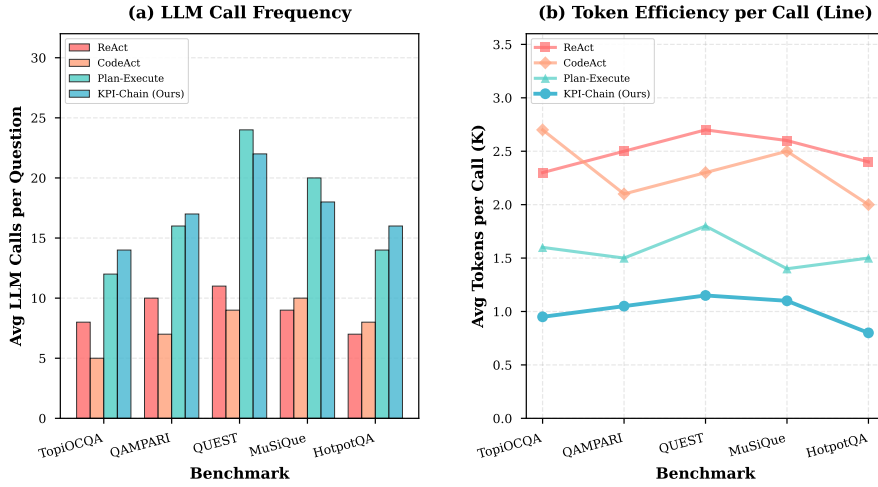 (a) LLM Call Frequency
Avg LLM Calls per Question
30
25
20
15
10
5
0
ReAct
CodeAct
Plan-Execute
KPI-Chain (Ours)
TopiOCQA
QAMPARI
QUEST
MuSiQue
HotpotQA
Benchmark
(b) Token Efficiency per Call (Line)
Avg Tokens per Call (K)
3.5
3.0
2.5
2.0
1.5
1.0
0.5
0.0
ReAct
CodeAct
Plan-Execute
KPI-Chain (Ours)
TopiOCQA
QAMPARI
QUEST
MuSiQue
HotpotQA
Benchmark